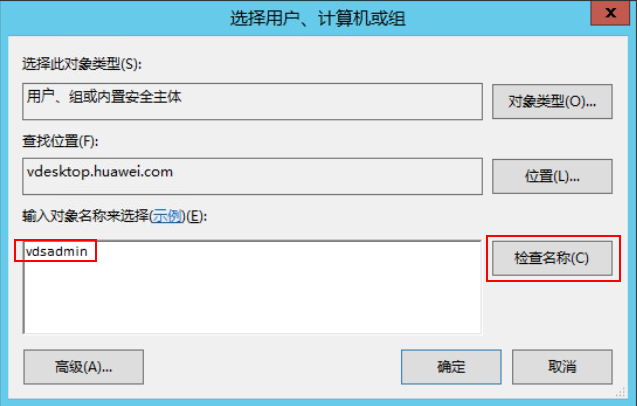 选择用户、计算机或组
选择此对象类型(S):
用户、组或内置安全主体
对象类型(O)...
查找位置(F):
vdesktop.huawei.com
位置(L)...
输入对象名称来选择(示例)(E):
vdsadmin
检查名称(C)
高级(A)...
确定
取消